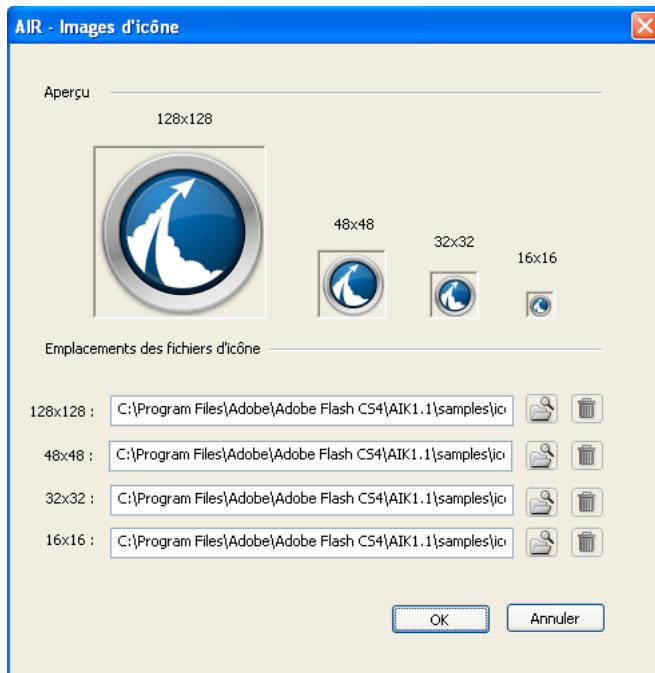 AIR - Images d'icône
Aperçu
128x128
48x48
32x32
16x16
Emplacements des fichiers d'icône
128x128 : C:\Program Files\Adobe\Adobe Flash CS4\AIK1.1\samples\ic
48x48 : C:\Program Files\Adobe\Adobe Flash CS4\AIK1.1\samples\ic
32x32 : C:\Program Files\Adobe\Adobe Flash CS4\AIK1.1\samples\ic
16x16 : C:\Program Files\Adobe\Adobe Flash CS4\AIK1.1\samples\ic
OK Annuler